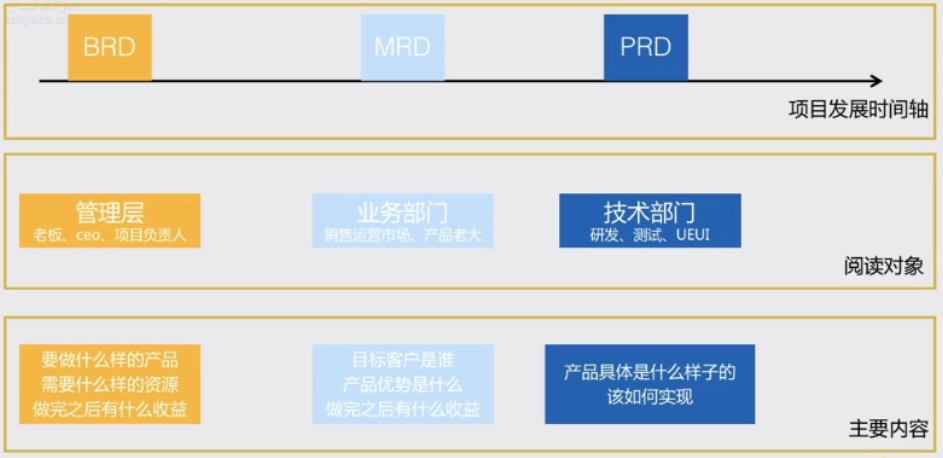 BRD
MRD
PRD
项目发展时间轴
管理层
老板、ceo、项目负责人
业务部门
销售运营市场、产品老大
技术部门
研发、测试、UEUI
阅读对象
要做什么样的产品
需要什么样的资源
做完之后有什么收益
目标客户是谁
产品优势是什么
做完之后有什么收益
产品具体是什么样子的
该如何实现
主要内容